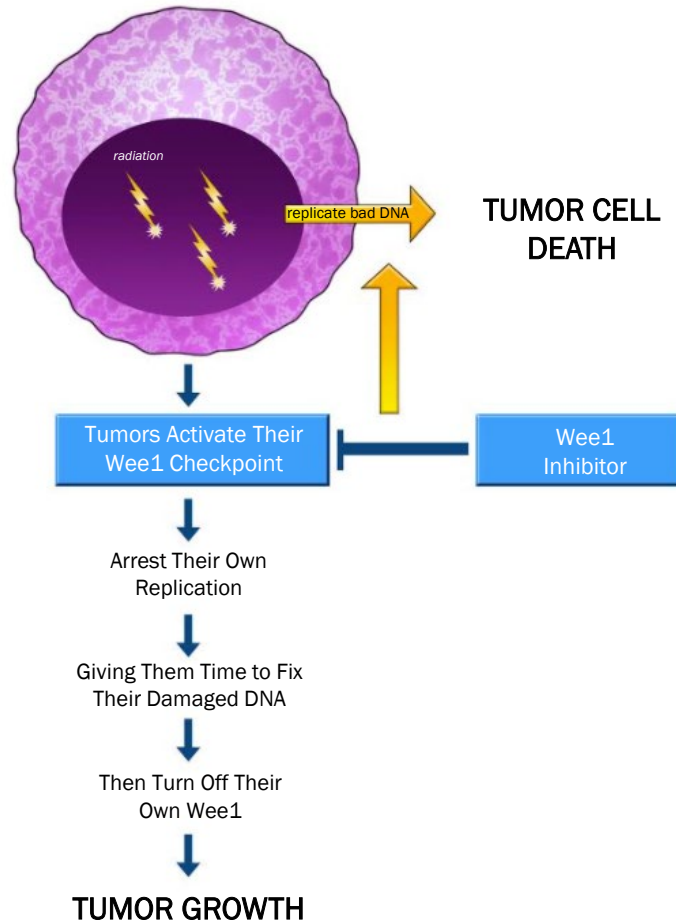 radiation
replicate bad DNA
TUMOR CELL
DEATH
Tumors Activate Their
Wee1 Checkpoint
Wee1
Inhibitor
Arrest Their Own
Replication
Giving Them Time to Fix
Their Damaged DNA
Then Turn Off Their
Own Wee1
TUMOR GROWTH